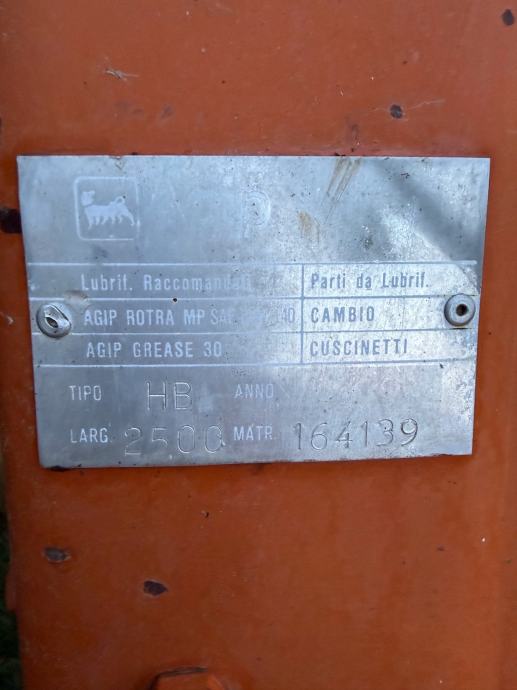 Lubrif. Raccomandati
Parti da Lubrif.
AGIP ROTRA MP SAE
CAMBIO
AGIP GREASE 30
CUSCINETTI
TIPO HB ANNO
LARG. 2500 MATR. 164139